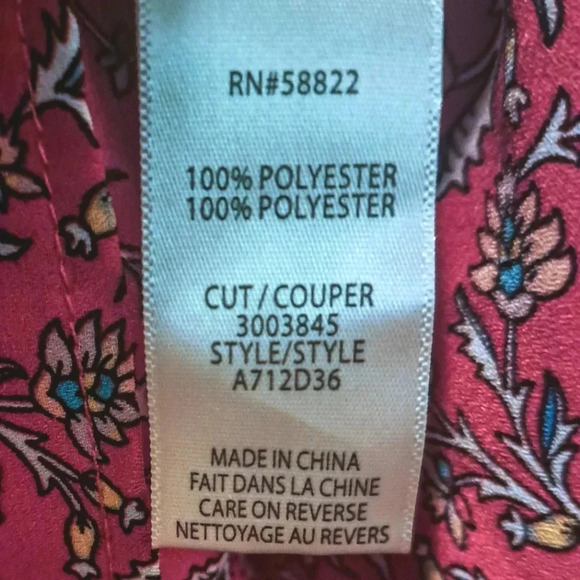 RN#58822
100% POLYESTER
100% POLYESTER
CUT / COUPER
3003845
STYLE/STYLE
A712D36
MADE IN CHINA
FAIT DANS LA CHINE
CARE ON REVERSE
NETTOYAGE AU REVERS